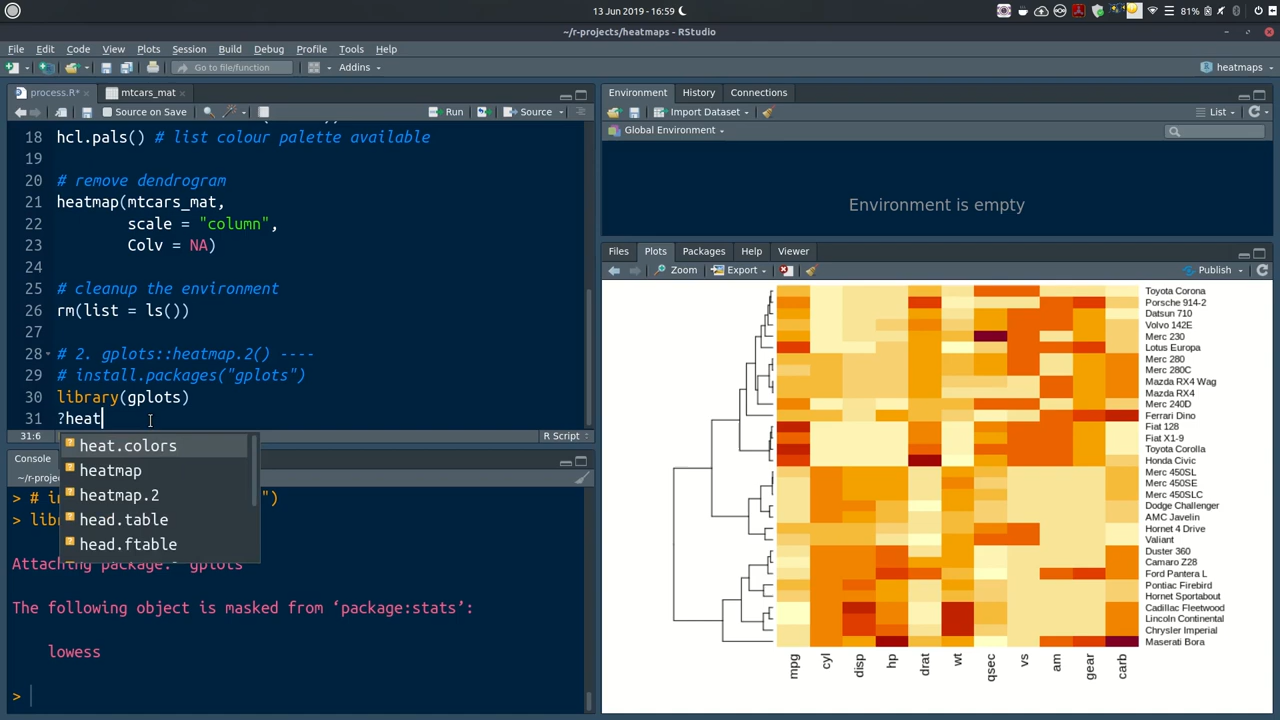 13 Jun 2019 - 16:59
81%
~/r-projects/heatmaps - RStudio
File Edit Code View Plots Session Build Debug Profile Tools Help
Go to file/function
Addins
heatmaps
process.R*
mtcars_mat
Source on Save
Run
Source
18 hcl.pals() # list colour palette available
19
20 # remove dendrogram
21 heatmap(mtcars_mat,
22 scale = "column",
23 Colv = NA)
24
25 # cleanup the environment
26 rm(list = ls())
27
28 # 2. gplots::heatmap.2() ----
29 # install.packages("gplots")
30 library(gplots)
31 ?heat
31:6
R Script
heat.colors
heatmap
heatmap.2
head.table
head.ftable
Console
~/r-
> # i ")
> lib
Attaching package: gplots
The following object is masked from ‘package:stats’:
lowess
>
Environment History Connections
Import Dataset
List
Global Environment
Environment is empty
Files Plots Packages Help Viewer
Zoom
Export
Publish
Toyota Corona
Porsche 914-2
Datsun 710
Volvo 142E
Merc 230
Lotus Europa
Merc 280
Merc 280C
Mazda RX4 Wag
Mazda RX4
Merc 240D
Ferrari Dino
Fiat 128
Fiat X1-9
Toyota Corolla
Honda Civic
Merc 450SL
Merc 450SE
Merc 450SLC
Dodge Challenger
AMC Javelin
Hornet 4 Drive
Valiant
Duster 360
Camaro Z28
Ford Pantera L
Pontiac Firebird
Hornet Sportabout
Cadillac Fleetwood
Lincoln Continental
Chrysler Imperial
Maserati Bora
mpg
cyl
disp
hp
drat
wt
qsec
vs
am
gear
carb